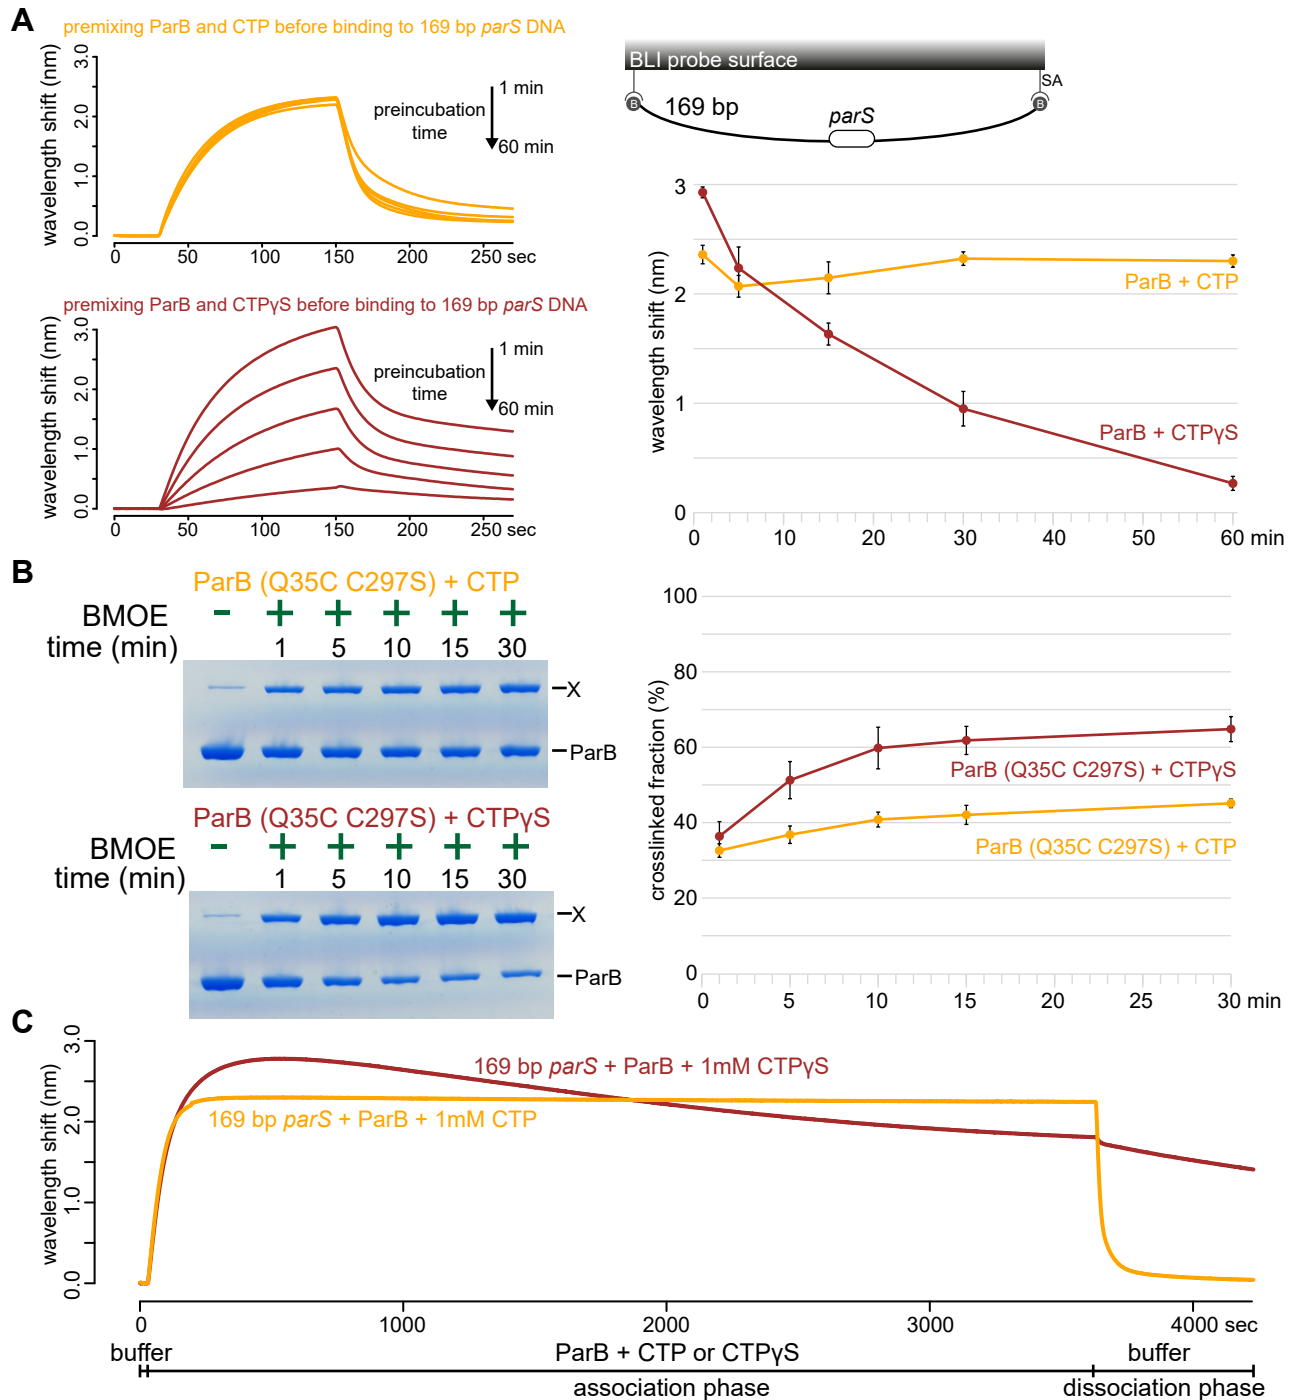 A
premixing ParB and CTP before binding to 169 bp parS DNA
wavelength shift (nm)
3.0
2.0
1.0
0.0
preincubation
time
1 min
60 min
0 50 100 150 200 250 sec
premixing ParB and CTPγS before binding to 169 bp parS DNA
wavelength shift (nm)
3.0
2.0
1.0
0.0
preincubation
time
1 min
60 min
0 50 100 150 200 250 sec
BLI probe surface
SA
B
B
169 bp
parS
wavelength shift (nm)
3
2
1
0
ParB + CTP
ParB + CTPγS
0 10 20 30 40 50 60 min
B
ParB (Q35C C297S) + CTP
BMOE - + + + + +
time (min) 1 5 10 15 30
X
ParB
ParB (Q35C C297S) + CTPγS
BMOE - + + + + +
time (min) 1 5 10 15 30
X
ParB
crosslinked fraction (%)
100
80
60
40
20
0
ParB (Q35C C297S) + CTPγS
ParB (Q35C C297S) + CTP
0 5 10 15 20 25 30 min
C
wavelength shift (nm)
3.0
2.0
1.0
0.0
169 bp parS + ParB + 1mM CTPγS
169 bp parS + ParB + 1mM CTP
0 1000 2000 3000 4000 sec
buffer ParB + CTP or CTPγS buffer
association phase dissociation phase